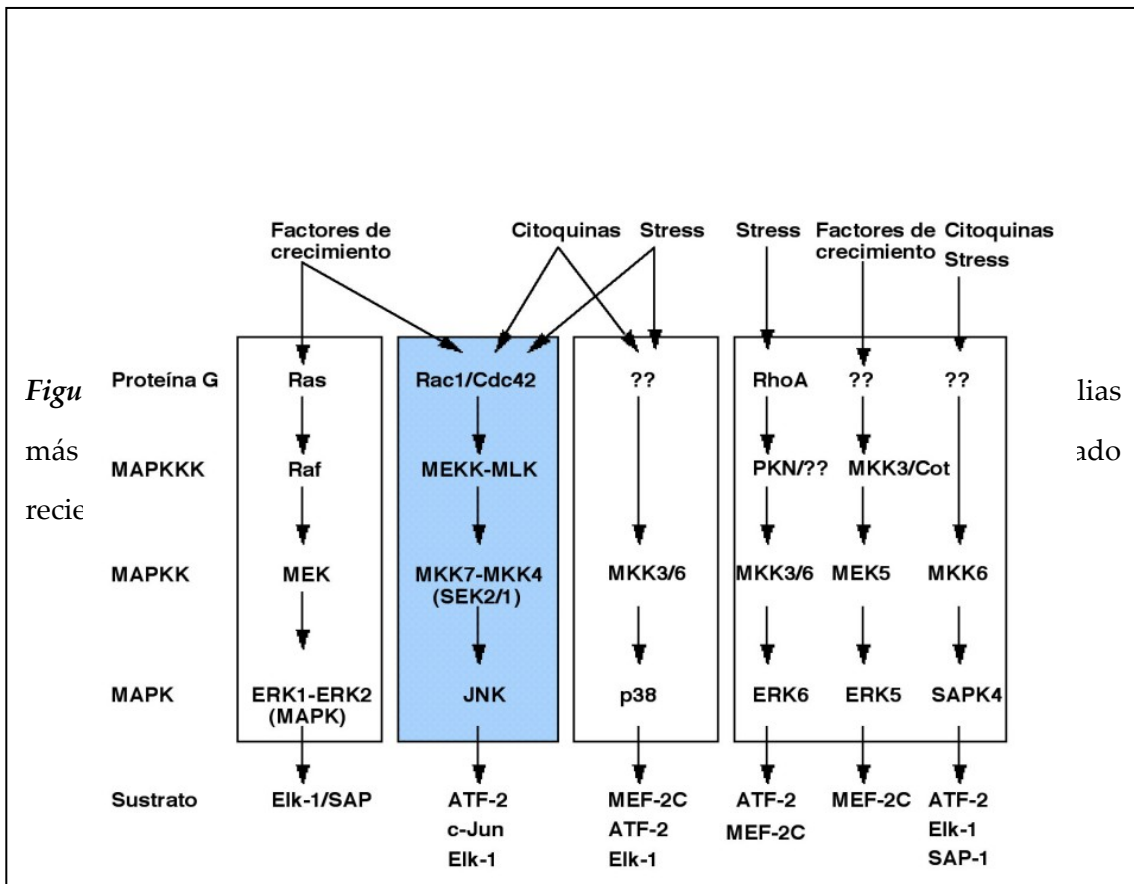 Factores de crecimiento Citoquinas Stress Stress Factores de crecimiento Citoquinas Stress
Proteína G Ras Rac1/Cdc42 ?? RhoA ?? ??
Figu lias
MAPKKK Raf MEKK-MLK PKN/?? MKK3/Cot
más ado
recie
MAPKK MEK MKK7-MKK4 MKK3/6 MKK3/6 MEK5 MKK6
(SEK2/1)
MAPK ERK1-ERK2 JNK p38 ERK6 ERK5 SAPK4
(MAPK)
Sustrato Elk-1/SAP ATF-2 MEF-2C ATF-2 MEF-2C ATF-2
c-Jun ATF-2 MEF-2C Elk-1
Elk-1 Elk-1 SAP-1